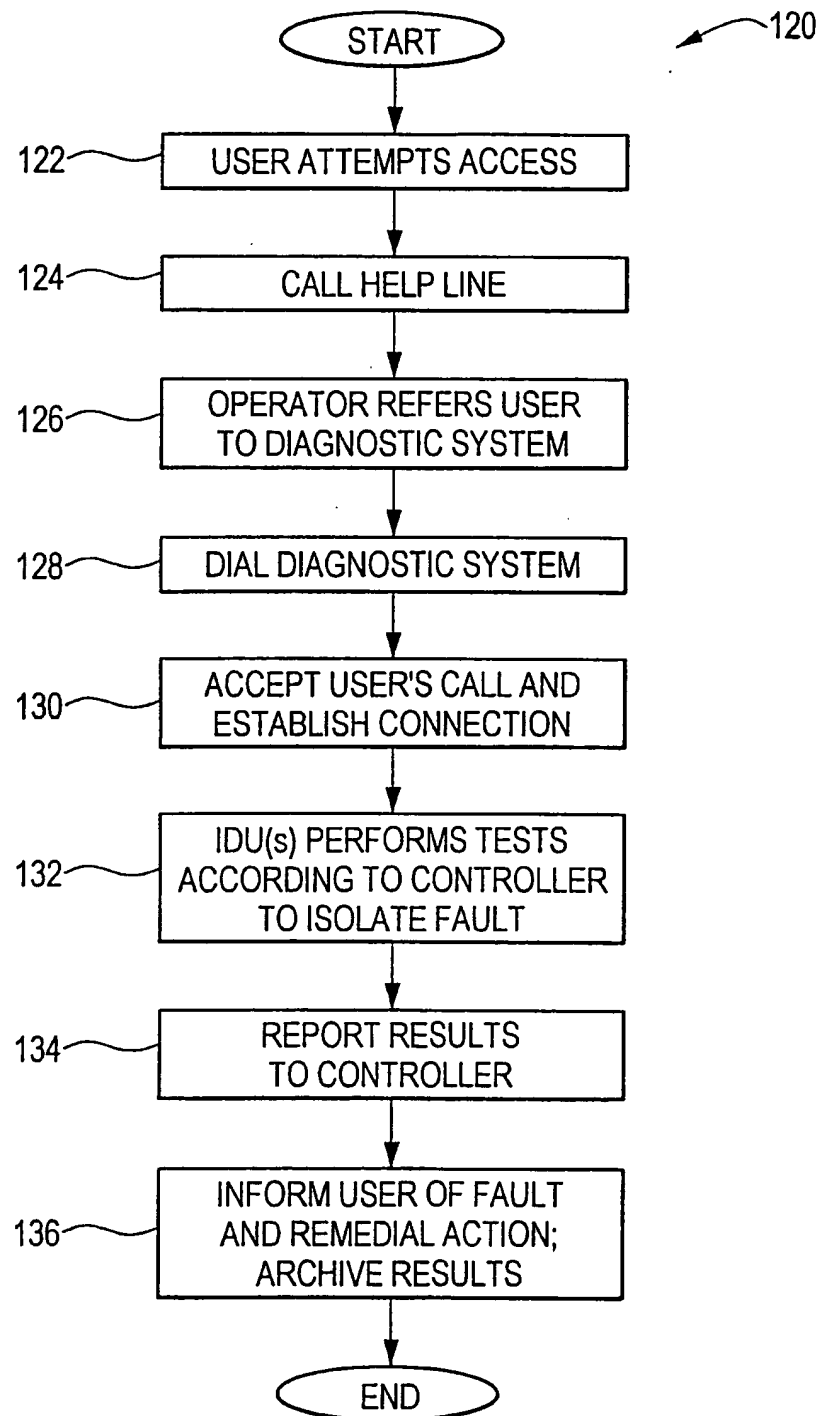 START
120
122
USER ATTEMPTS ACCESS
124
CALL HELP LINE
126
OPERATOR REFERS USER
TO DIAGNOSTIC SYSTEM
128
DIAL DIAGNOSTIC SYSTEM
130
ACCEPT USER'S CALL AND
ESTABLISH CONNECTION
132
IDU(s) PERFORMS TESTS
ACCORDING TO CONTROLLER
TO ISOLATE FAULT
134
REPORT RESULTS
TO CONTROLLER
136
INFORM USER OF FAULT
AND REMEDIAL ACTION;
ARCHIVE RESULTS
END